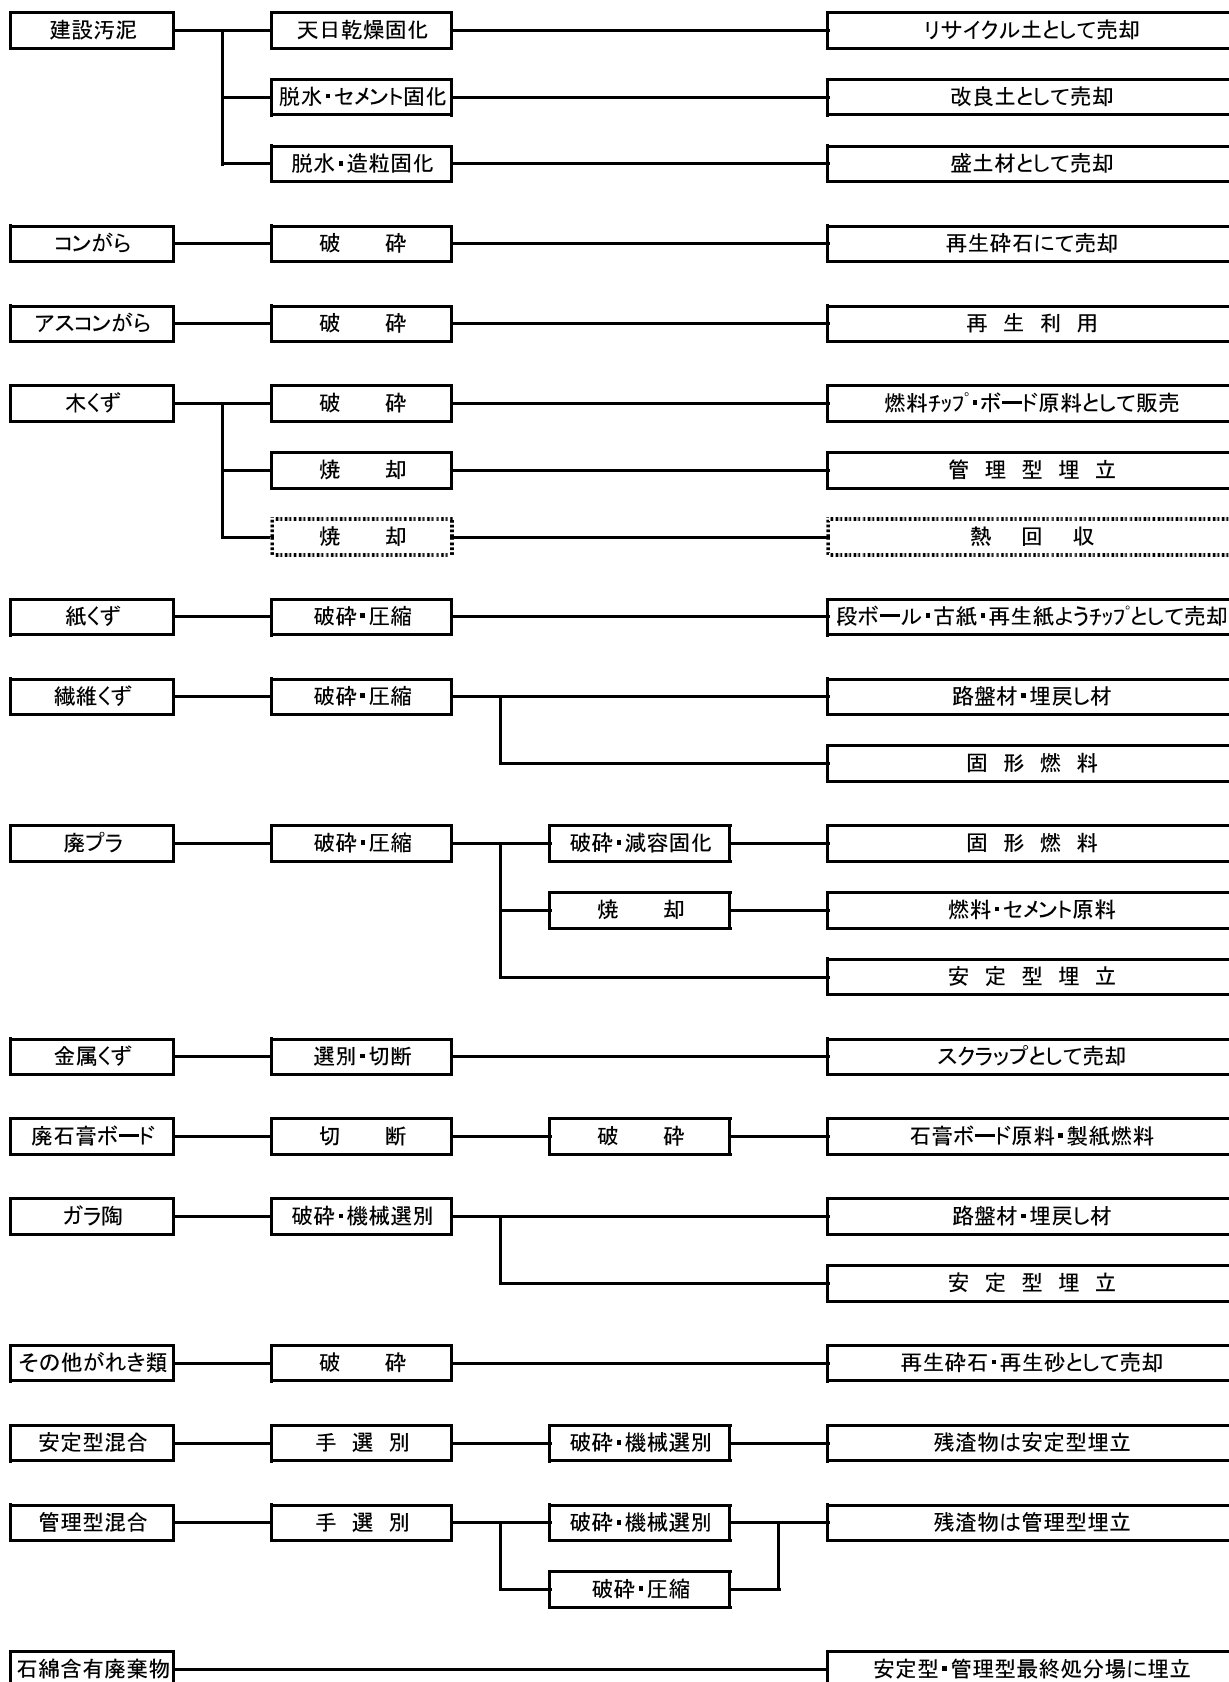 建設汚泥 天日乾燥固化 リサイクル土として売却
脱水・セメント固化 改良土として売却
脱水・造粒固化 盛土材として売却
コンがら 破 砕 再生砕石にて売却
アスコンがら 破 砕 再 生 利 用
木くず 破 砕 燃料ﾁｯﾌﾟ・ボード原料として販売
焼 却 管 理 型 埋 立
焼 却 熱 回 収
紙くず 破砕・圧縮 段ボール・古紙・再生紙ようﾁｯﾌﾟとして売却
繊維くず 破砕・圧縮 路盤材・埋戻し材
固 形 燃 料
廃プラ 破砕・圧縮 破砕・減容固化 固 形 燃 料
焼 却 燃料・セメント原料
安 定 型 埋 立
金属くず 選別・切断 スクラップとして売却
廃石膏ボード 切 断 破 砕 石膏ボード原料・製紙燃料
ガラ陶 破砕・機械選別 路盤材・埋戻し材
安 定 型 埋 立
その他がれき類 破 砕 再生砕石・再生砂として売却
安定型混合 手 選 別 破砕・機械選別 残渣物は安定型埋立
管理型混合 手 選 別 破砕・機械選別 残渣物は管理型埋立
破砕・圧縮
石綿含有廃棄物 安定型・管理型最終処分場に埋立